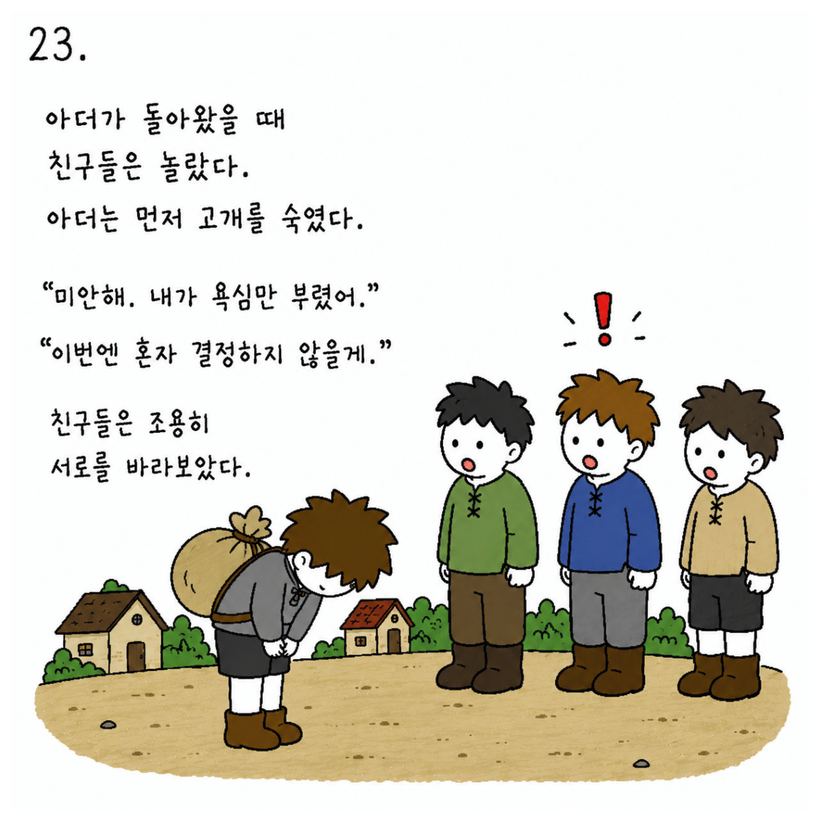 23.
아더가 돌아왔을 때
친구들은 놀랐다.
아더는 먼저 고개를 숙였다.
“미안해. 내가 욕심만 부렸어.”
“이번엔 혼자 결정하지 않을게.”
친구들은 조용히
서로를 바라보았다.
!